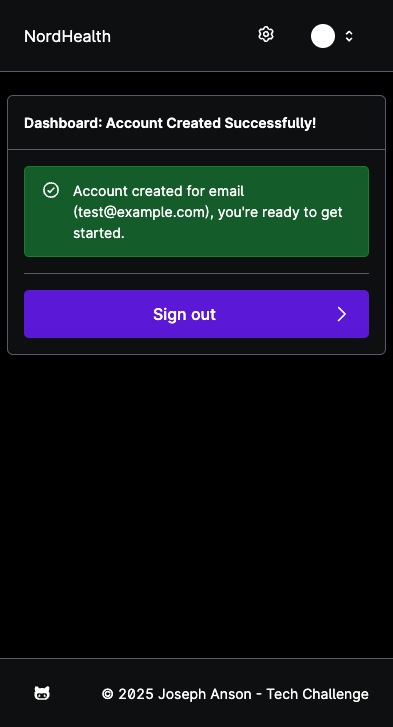 NordHealth
Dashboard: Account Created Successfully!
Account created for email
(test@example.com), you're ready to get
started.
Sign out
© 2025 Joseph Anson - Tech Challenge